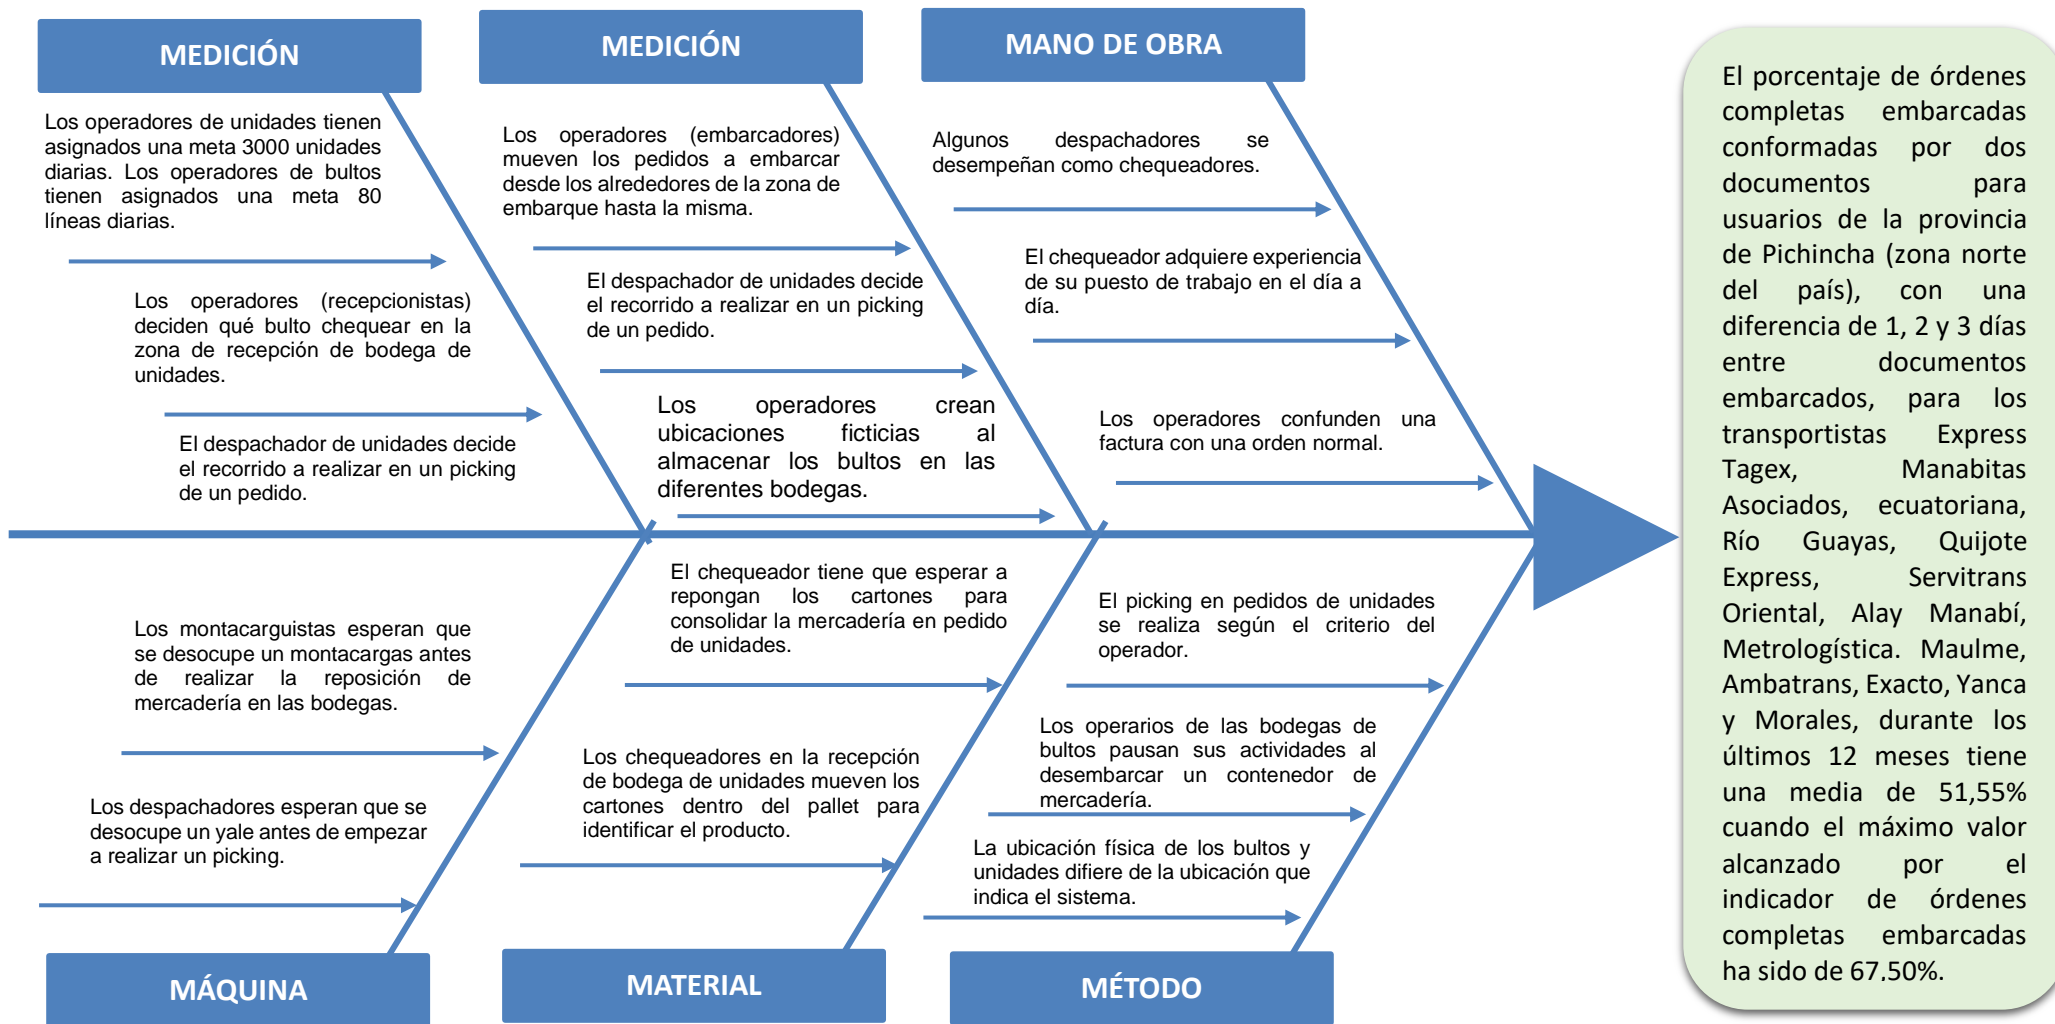 MEDICIÓN
Los operadores de unidades tienen
asignados una meta 3000 unidades
diarias. Los operadores de bultos
tienen asignados una meta 80
líneas diarias.
Los operadores (recepcionistas)
deciden qué bulto chequear en la
zona de recepción de bodega de
unidades.
El despachador de unidades decide
el recorrido a realizar en un picking
de un pedido.
MEDICIÓN
Los operadores (embarcadores)
mueven los pedidos a embarcar
desde los alrededores de la zona de
embarque hasta la misma.
El despachador de unidades decide
el recorrido a realizar en un picking
de un pedido.
Los operadores crean
ubicaciones ficticias al
almacenar los bultos en las
diferentes bodegas.
MANO DE OBRA
Algunos despachadores se
desempeñan como chequeadores.
El chequeador adquiere experiencia
de su puesto de trabajo en el día a
día.
Los operadores confunden una
factura con una orden normal.
Los montacarguistas esperan que
se desocupe un montacargas antes
de realizar la reposición de
mercadería en las bodegas.
Los despachadores esperan que se
desocupe un yale antes de empezar
a realizar un picking.
MÁQUINA
El chequeador tiene que esperar a
repongan los cartones para
consolidar la mercadería en pedido
de unidades.
Los chequeadores en la recepción
de bodega de unidades mueven los
cartones dentro del pallet para
identificar el producto.
MATERIAL
El picking en pedidos de unidades
se realiza según el criterio del
operador.
Los operarios de las bodegas de
bultos pausan sus actividades al
desembarcar un contenedor de
mercadería.
La ubicación física de los bultos y
unidades difiere de la ubicación que
indica el sistema.
MÉTODO
El porcentaje de órdenes
completas embarcadas
conformadas por dos
documentos para
usuarios de la provincia
de Pichincha (zona norte
del país), con una
diferencia de 1, 2 y 3 días
entre documentos
embarcados, para los
transportistas Express
Tagex, Manabitas
Asociados, ecuatoriana,
Río Guayas, Quijote
Express, Servitrans
Oriental, Alay Manabí,
Metrologística. Maulme,
Ambatrans, Exacto, Yanca
y Morales, durante los
últimos 12 meses tiene
una media de 51,55%
cuando el máximo valor
alcanzado por el
indicador de órdenes
completas embarcadas
ha sido de 67.50%.